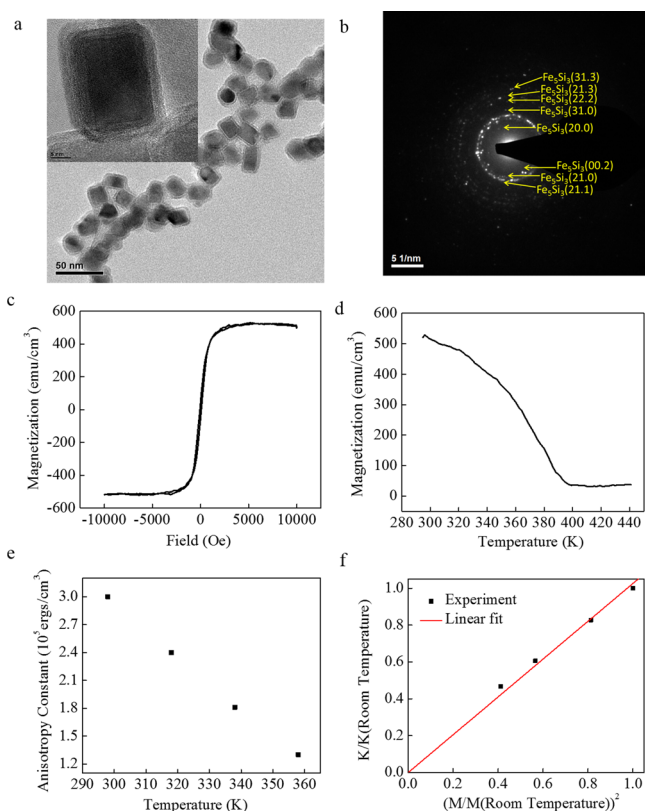 a
b
50 nm
Fe5Si3(31.3)
Fe5Si3(21.3)
Fe5Si3(22.2)
Fe5Si3(31.0)
Fe5Si3(20.0)
Fe5Si3(00.2)
Fe5Si3(21.0)
Fe5Si3(21.1)
5 1/nm
c
Magnetization (emu/cm³)
600
400
200
0
-200
-400
-600
-10000 -5000 0 5000 10000
Field (Oe)
d
Magnetization (emu/cm³)
600
500
400
300
200
100
0
280 300 320 340 360 380 400 420 440
Temperature (K)
e
Anisotropy Constant (10⁵ ergs/cm³)
3.0
2.7
2.4
2.1
1.8
1.5
1.2
290 300 310 320 330 340 350 360
Temperature (K)
f
K/K(Room Temperature)
Experiment
Linear fit
1.0
0.8
0.6
0.4
0.2
0.0
0.0 0.2 0.4 0.6 0.8 1.0
(M/M(Room Temperature))²